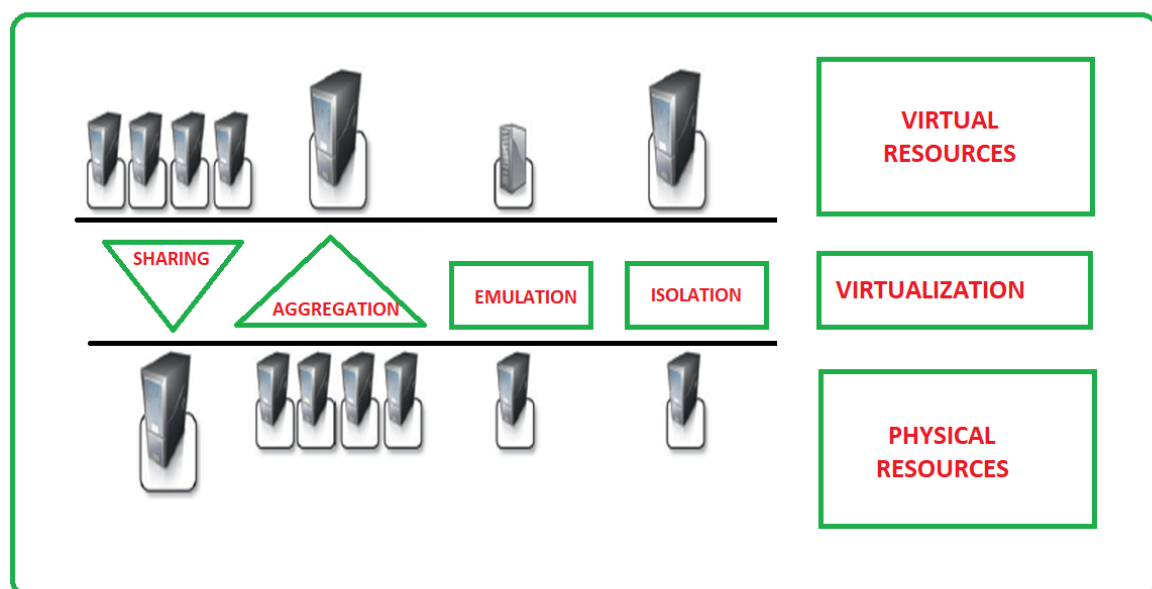 VIRTUAL
RESOURCES
SHARING
AGGREGATION
EMULATION
ISOLATION
VIRTUALIZATION
PHYSICAL
RESOURCES